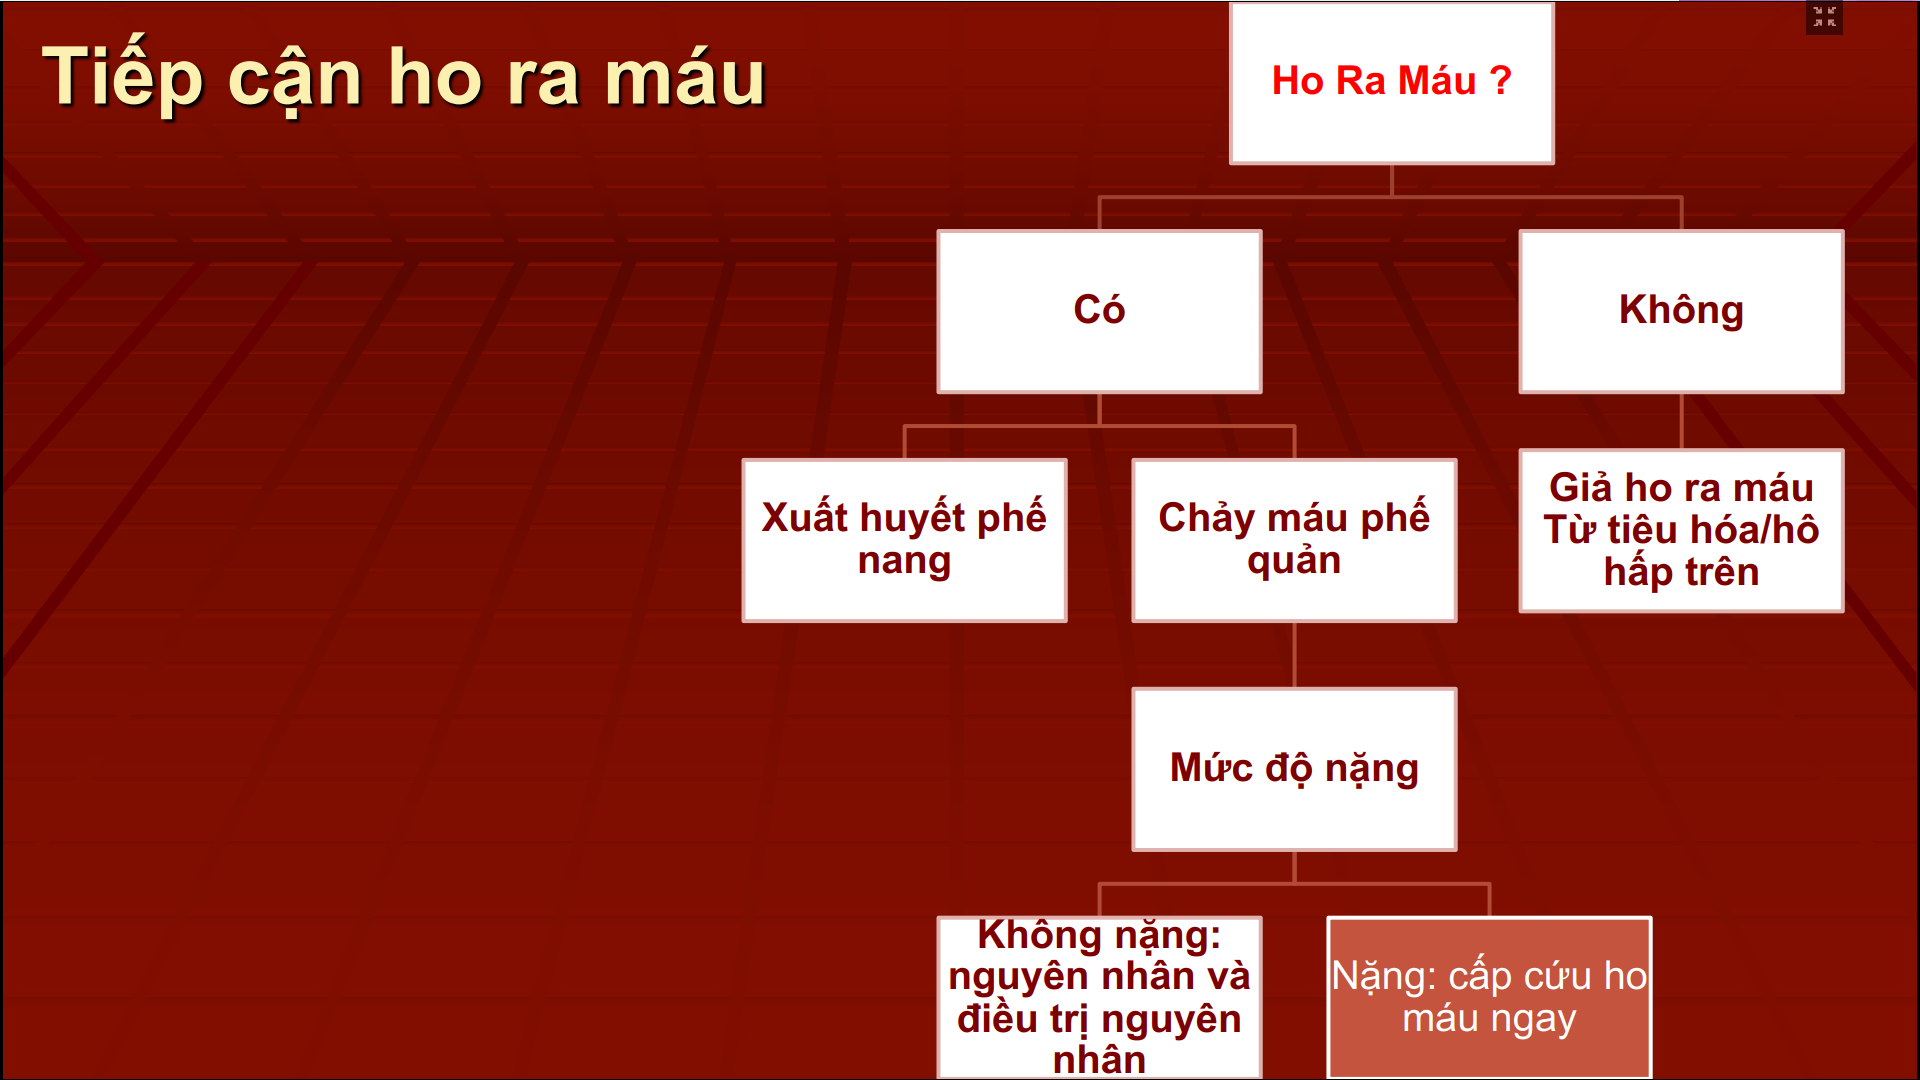 Tiếp cận ho ra máu
Ho Ra Máu ?
Có
Không
Xuất huyết phế
nang
Chảy máu phế
quản
Giả ho ra máu
Từ tiêu hóa/hô
hấp trên
Mức độ nặng
Không nặng:
nguyên nhân và
điều trị nguyên
nhân
Nặng: cấp cứu ho
máu ngay